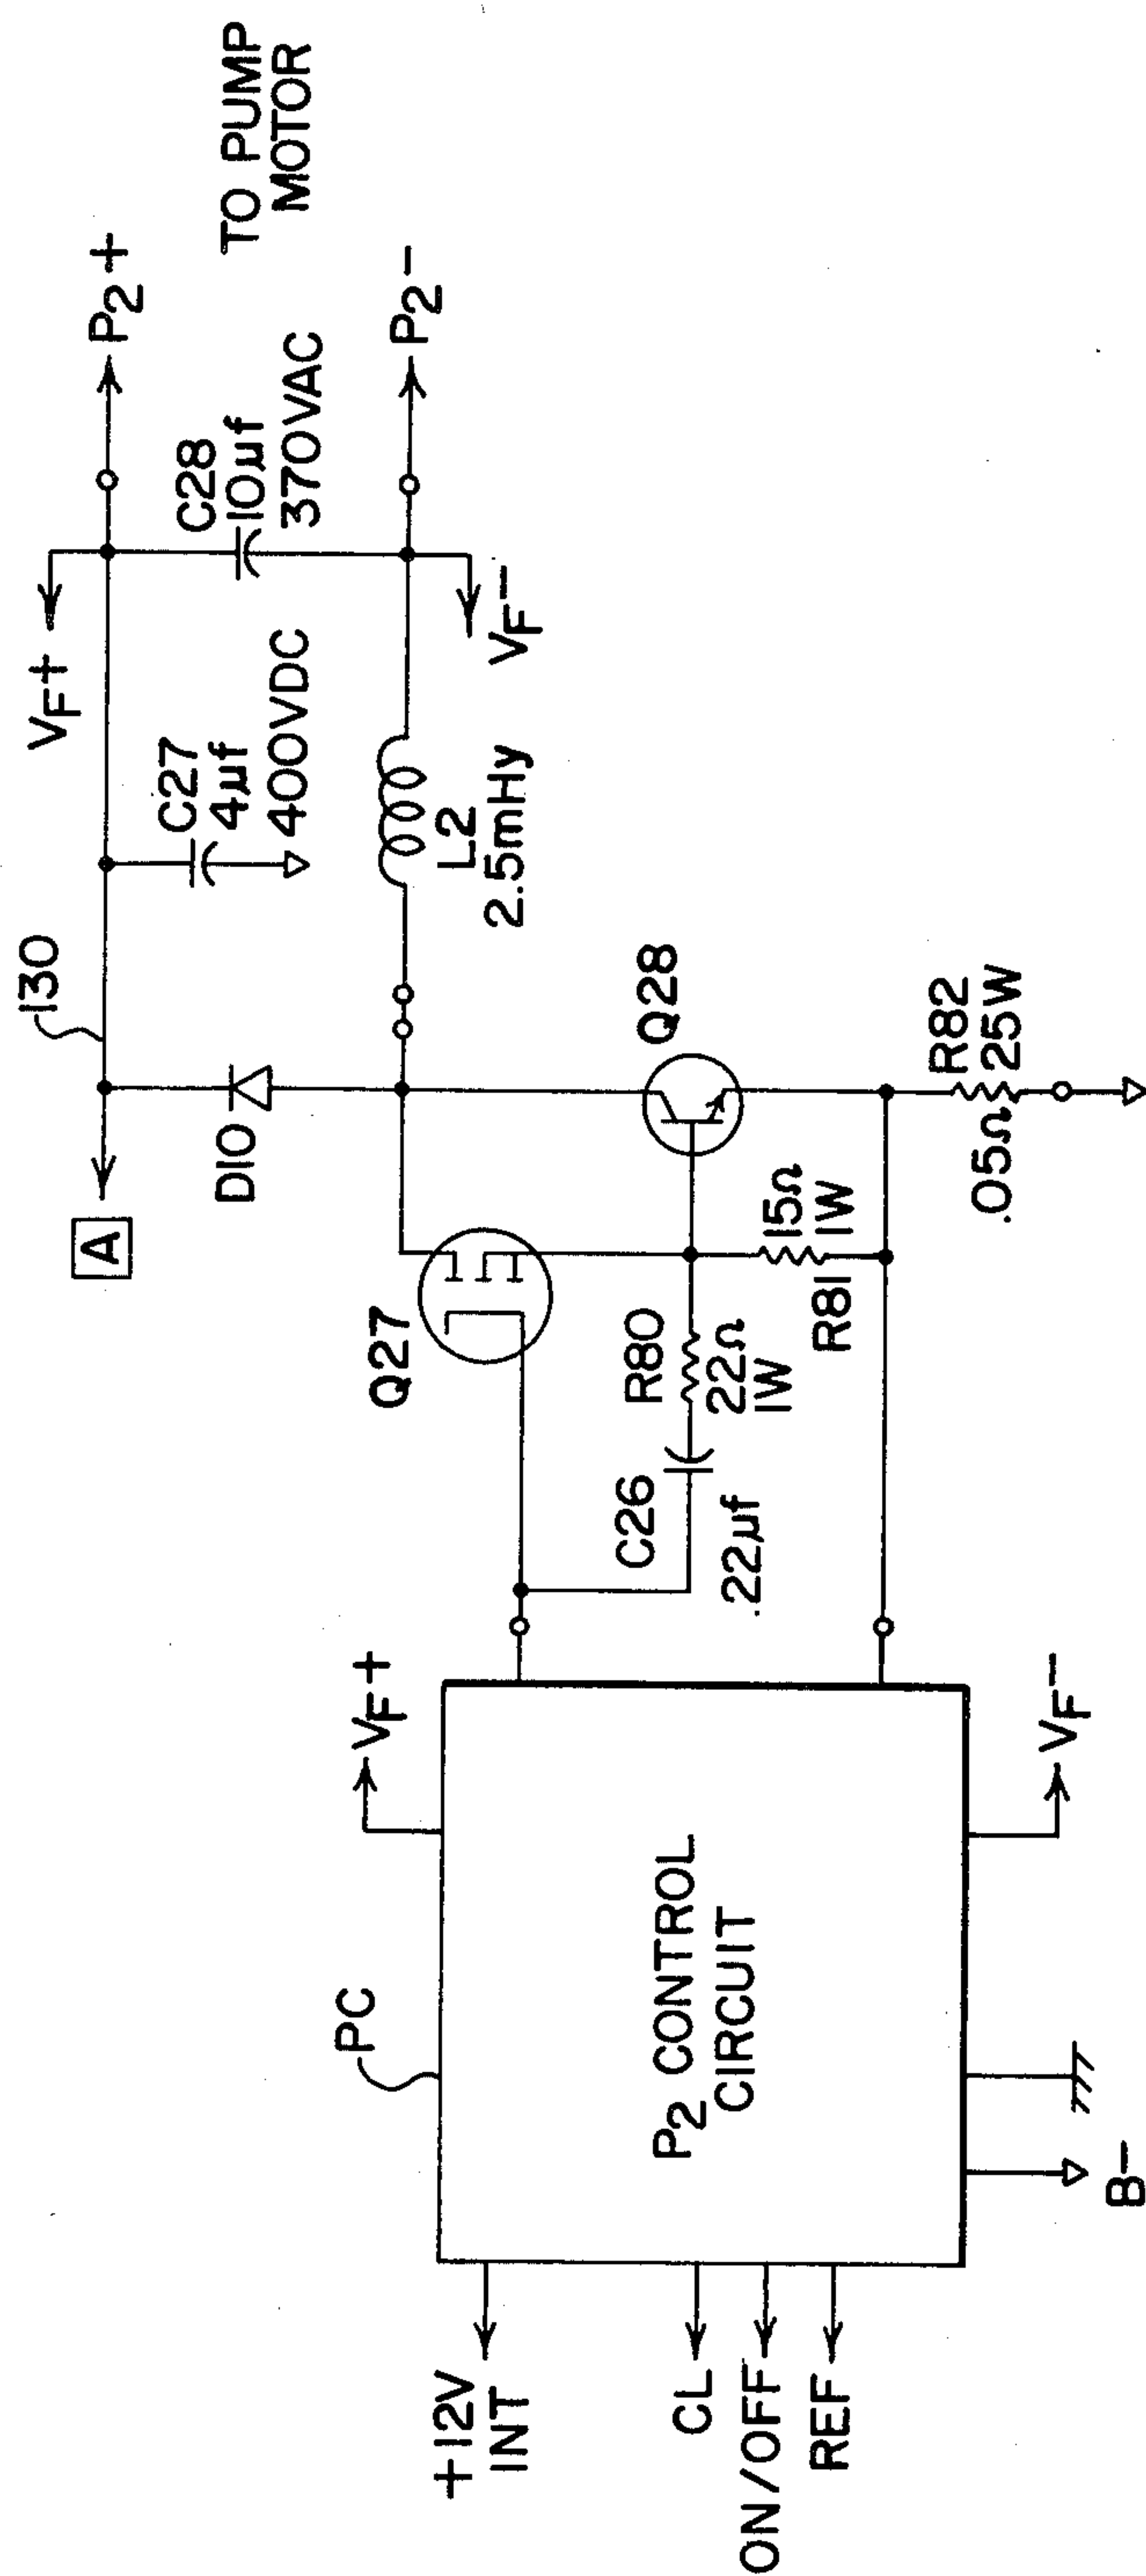 130
A
VF+
P2+
TO PUMP
MOTOR
D10
C27
4µf
400VDC
C28
10µf
370VAC
P2-
VF-
L2
2.5mHy
Q27
Q28
R80
22Ω
1W
C26
.22µf
15Ω
1W
R81
R82
25W
.05Ω
PC
VF+
+12V
INT
P2 CONTROL
CIRCUIT
CL
ON/OFF
REF
B-
VF-